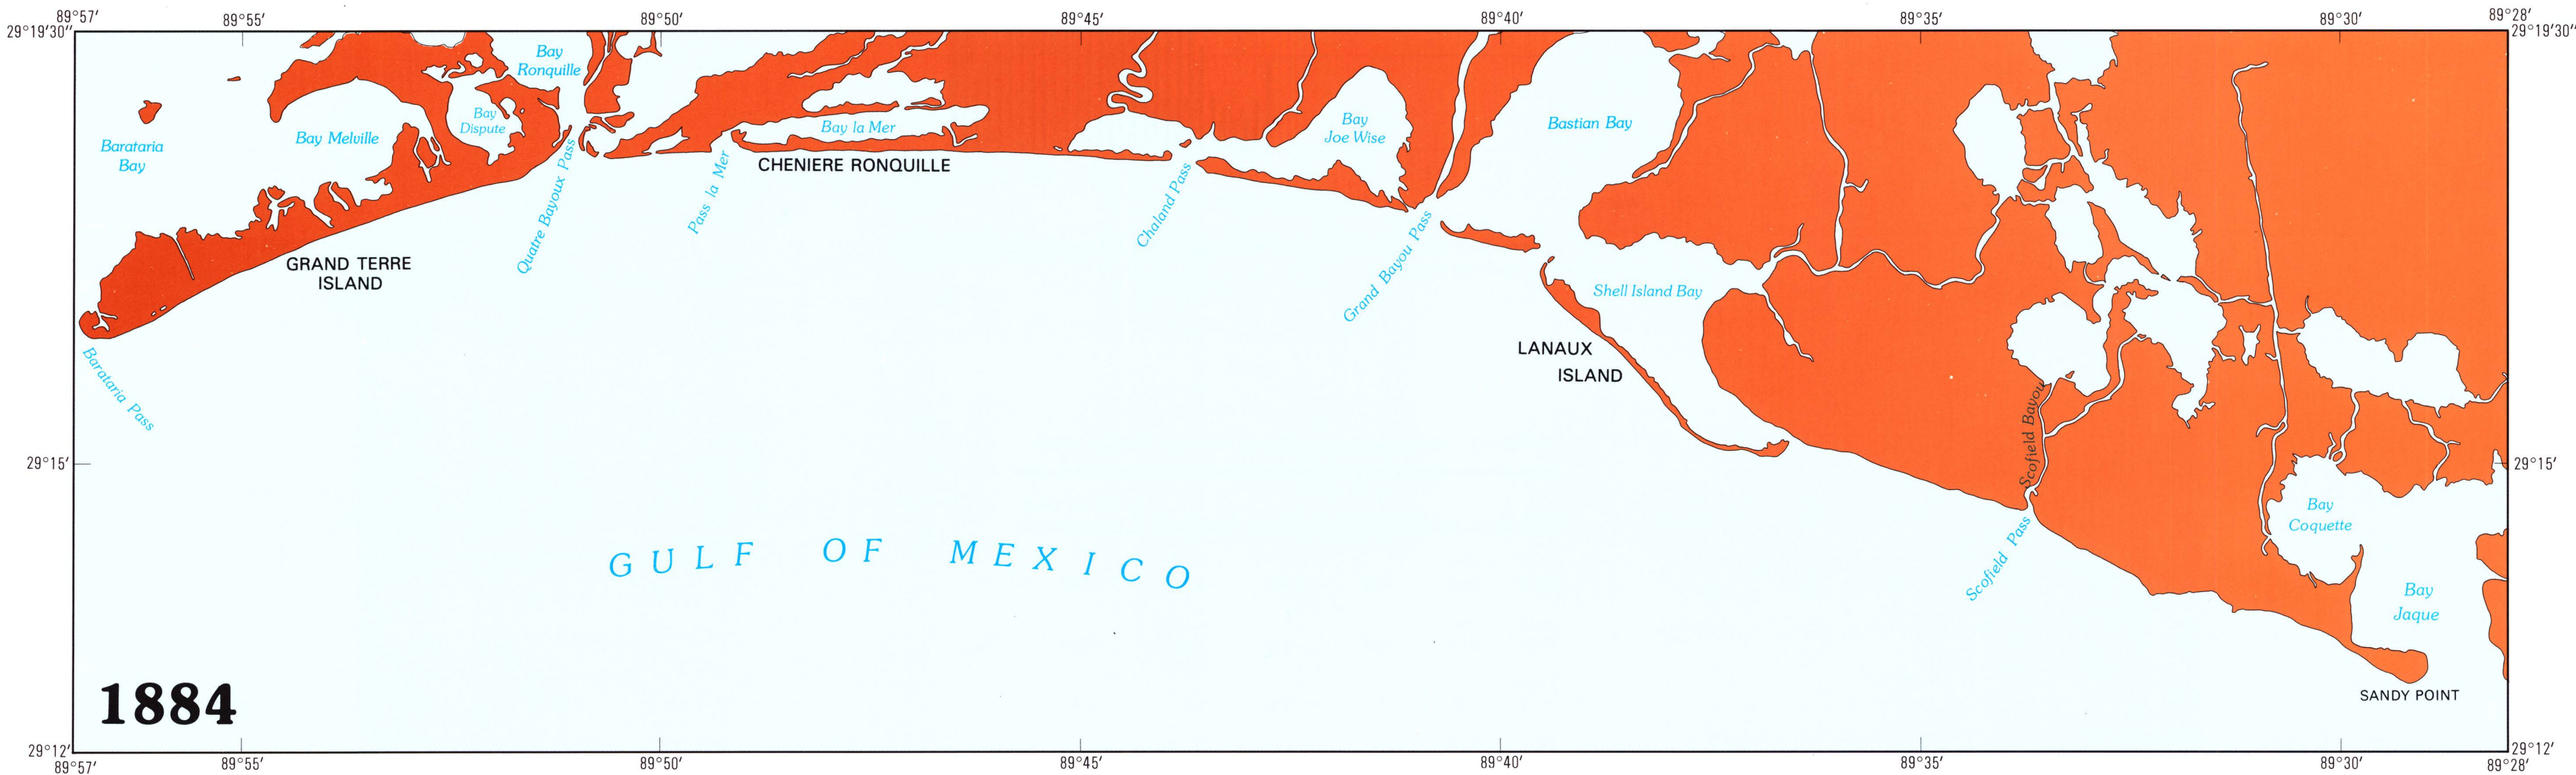 89°57′
89°55′
89°50′
89°45′
89°40′
89°35′
89°30′
89°28′
29°19′30″
29°19′30″
Bay
Ronquille
Bay
Dispute
Bay Melville
Barataria
Bay
Bay la Mer
Bay
Joe Wise
Bastian Bay
CHENIERE RONQUILLE
Quatre Bayoux Pass
Pass la Mer
Chaland Pass
Grand Bayou Pass
GRAND TERRE
ISLAND
Shell Island Bay
Barataria Pass
LANAUX
ISLAND
Scofield Bayou
29°15′
29°15′
Bay
Coquette
GULF OF MEXICO
Scofield Pass
Bay
Jaque
1884
SANDY POINT
29°12′
29°12′
89°57′
89°55′
89°50′
89°45′
89°40′
89°35′
89°30′
89°28′